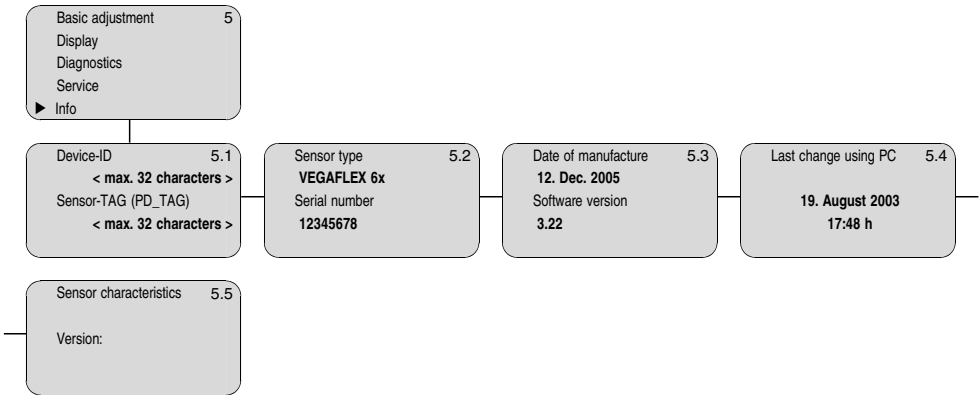 Basic adjustment 5
Display
Diagnostics
Service
▶ Info
Device-ID 5.1
< max. 32 characters >
Sensor-TAG (PD_TAG)
< max. 32 characters >
Sensor type 5.2
VEGAFLEX 6x
Serial number
12345678
Date of manufacture 5.3
12. Dec. 2005
Software version
3.22
Last change using PC 5.4
19. August 2003
17:48 h
Sensor characteristics 5.5
Version: